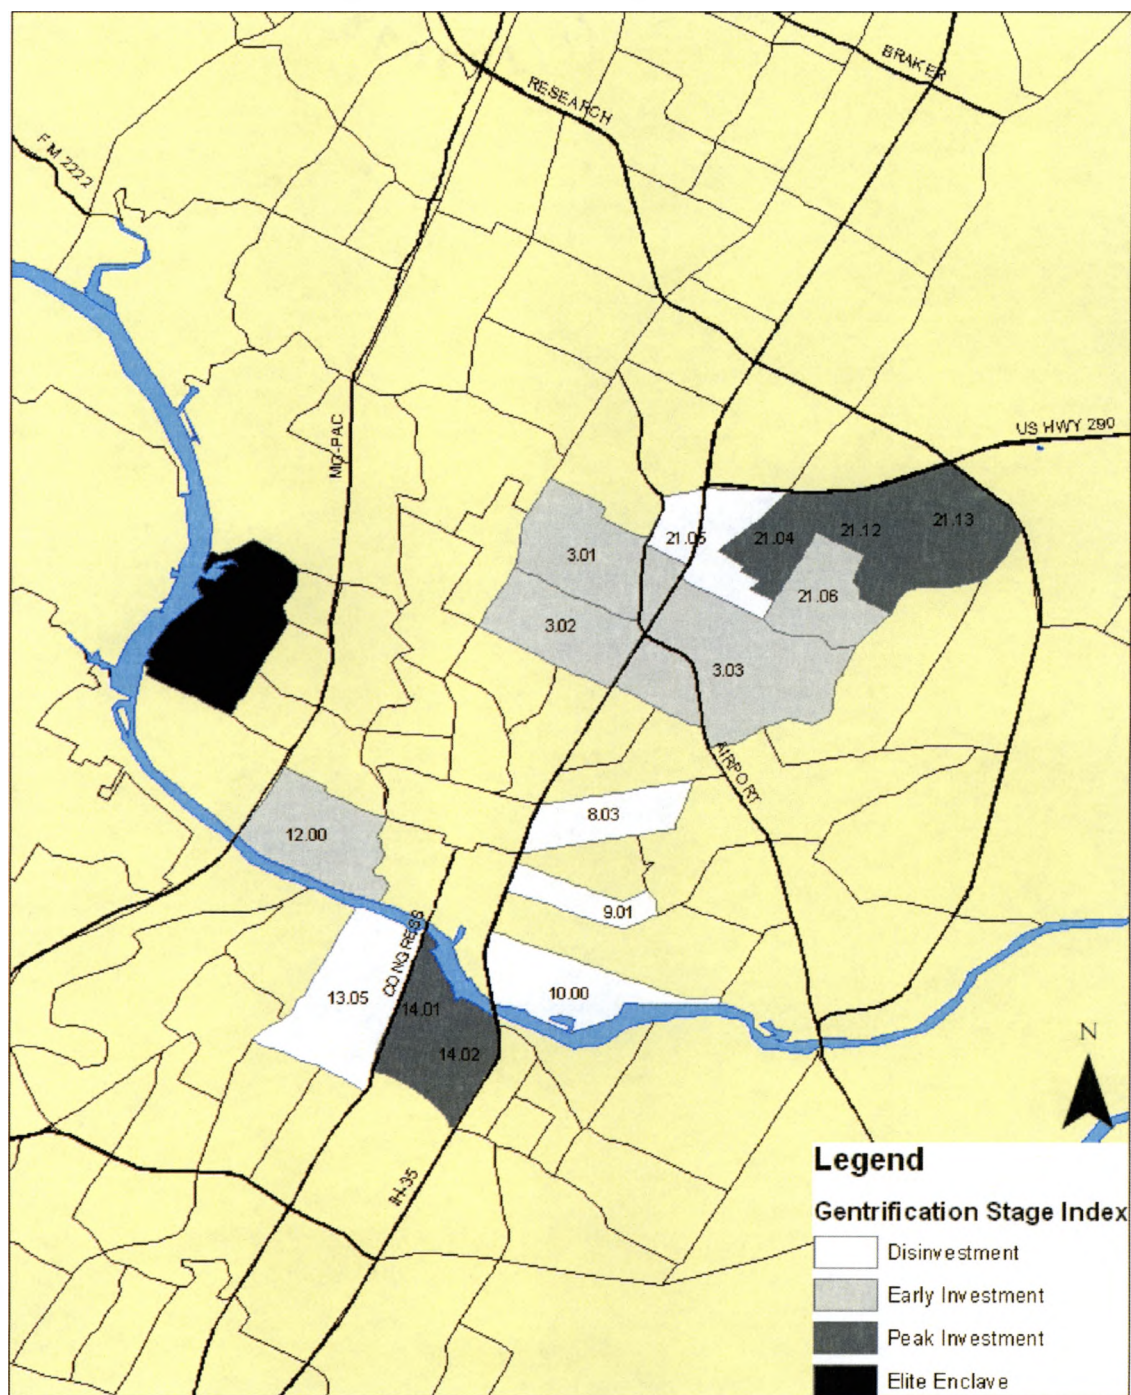 BRAKER
RESEARCH
FM 2222
US HWY 290
MO-PAC
21.05
21.04
21.12
21.13
3.01
21.06
3.02
3.03
AIRPORT
8.03
12.00
9.01
CONGRESS
13.05
14.01
10.00
14.02
N
IH-35
Legend
Gentrification Stage Index
Disinvestment
Early Investment
Peak Investment
Elite Enclave